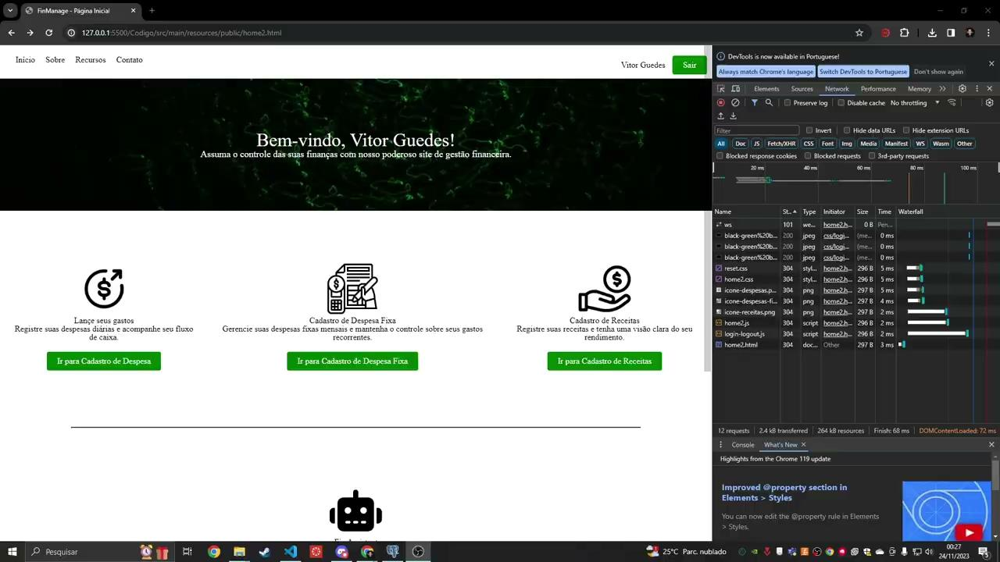 FinManage - Página Inicial
127.0.0.1:5500/Codigo/src/main/resources/public/home2.html
Início Sobre Recursos Contato
Vitor Guedes Sair
Bem-vindo, Vitor Guedes!
Assuma o controle das suas finanças com nosso poderoso site de gestão financeira.
Lançe seus gastos
Registre suas despesas diárias e acompanhe seu fluxo
de caixa.
Ir para Cadastro de Despesa
Cadastro de Despesa Fixa
Gerencie suas despesas fixas mensais e mantenha o controle sobre seus gastos
recorrentes.
Ir para Cadastro de Despesa Fixa
Cadastro de Receitas
Registre suas receitas e tenha uma visão clara do seu
rendimento.
Ir para Cadastro de Receitas
DevTools is now available in Portuguese!
Always match Chrome's language Switch DevTools to Portuguese Don't show again
Elements Sources Network Performance Memory
Preserve log Disable cache No throttling
Filter Invert Hide data URLs Hide extension URLs
All Doc JS Fetch/XHR CSS Font Img Media Manifest WS Wasm Other
Blocked response cookies Blocked requests 3rd-party requests
20 ms 40 ms 60 ms 80 ms 100 ms
Name St... Type Initiator Size Time Waterfall
ws 101 we... home2.h... 0 B Pen...
black-green%20b... 200 jpeg css/logi... (me... 0 ms
black-green%20b... 200 jpeg css/logi... (me... 0 ms
black-green%20b... 200 jpeg css/logi... (me... 0 ms
reset.css 304 styl... home2.h... 296 B 5 ms
home2.css 304 styl... home2.h... 296 B 5 ms
icone-despesas.p... 304 png home2.h... 297 B 5 ms
icone-despesas-fi... 304 png home2.h... 297 B 4 ms
icone-receitas.png 304 png home2.h... 297 B 2 ms
home2.js 304 script home2.h... 296 B 2 ms
login-logout.js 304 script home2.h... 296 B 2 ms
home2.html 304 doc... Other 297 B 3 ms
12 requests 2.4 kB transferred 264 kB resources Finish: 68 ms DOMContentLoaded: 72 ms
Console What's New
Highlights from the Chrome 119 update
Improved @property section in
Elements > Styles
You can now edit the @property rule in Elements
> Styles.
Pesquisar
25°C Parc. nublado
00:27
24/11/2023